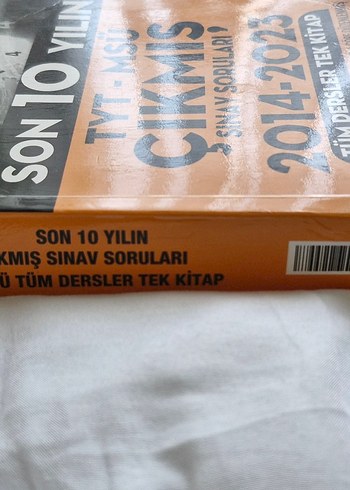 SON 10 YILIN
TYT - MSÜ
ÇIKMIŞ
SINAV SORULARI
2014-2023
TÜM DERSLER TEK KİTAP
SON 10 YILIN
KMIŞ SINAV SORULARI
Ü TÜM DERSLER TEK KİTAP